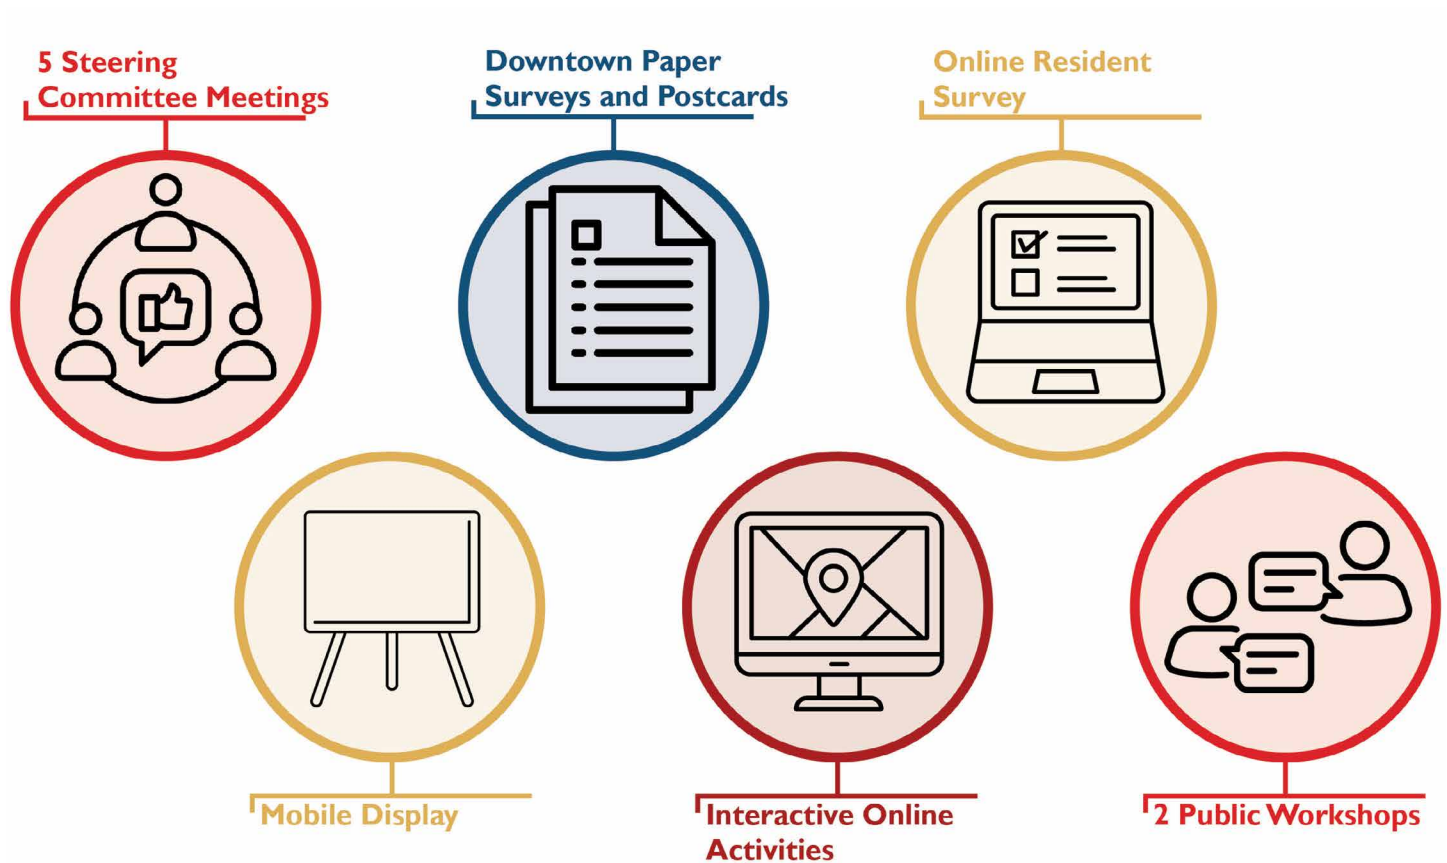 5 Steering
Committee Meetings
Downtown Paper
Surveys and Postcards
Online Resident
Survey
Mobile Display
Interactive Online
Activities
2 Public Workshops